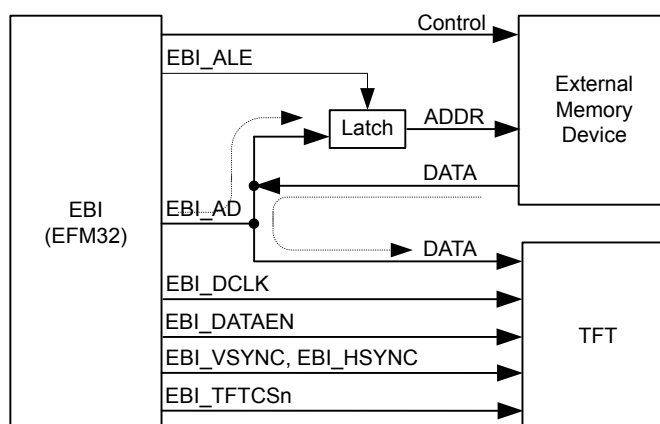 Control
EBI_ALE
External
Memory
Device
Latch
ADDR
DATA
EBI
(EFM32)
EBI_AD
DATA
EBI_DCLK
EBI_DATAEN
TFT
EBI_VSYNC, EBI_HSYNC
EBI_TFTCSn